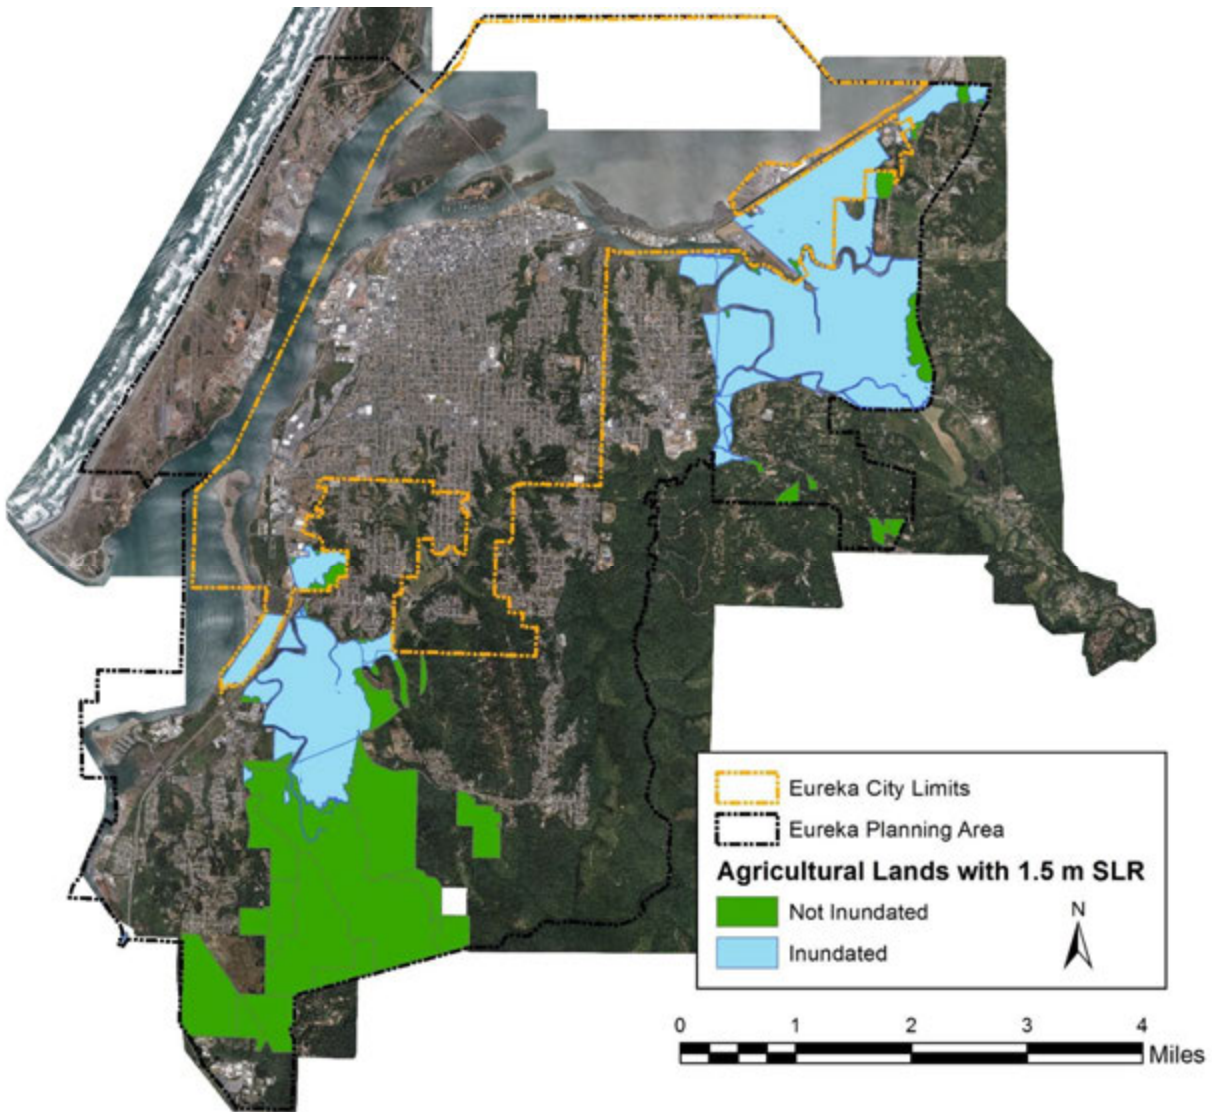 Eureka City Limits
Eureka Planning Area
Agricultural Lands with 1.5 m SLR
Not Inundated
Inundated
N
0 1 2 3 4
Miles